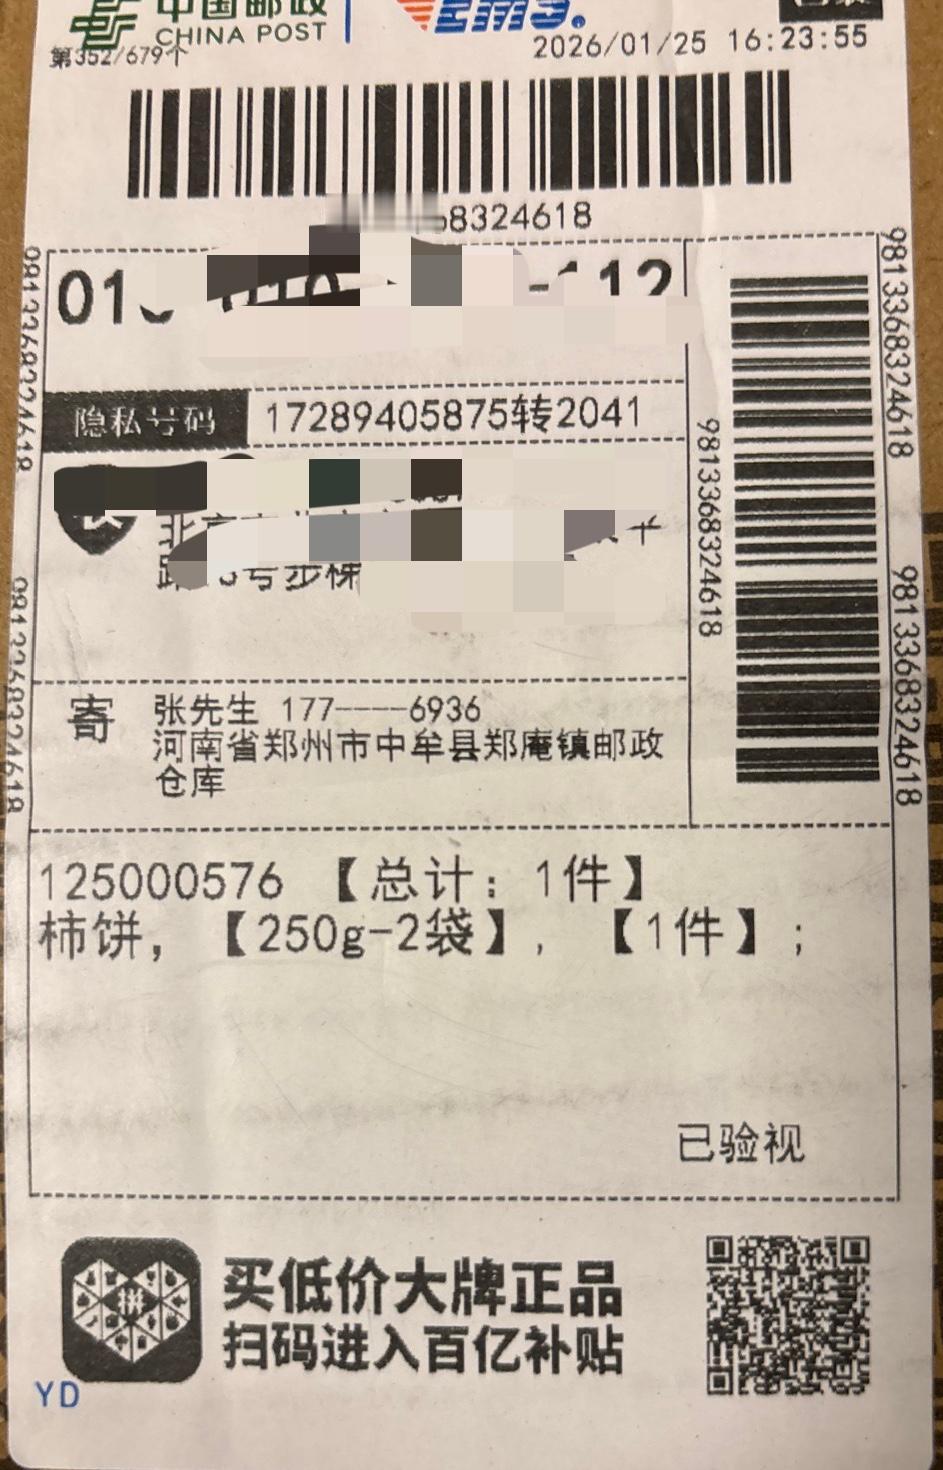 中国邮政
CHINA POST
EMS
第352/679个
2026/01/25 16:23:55
8324618
112
隐私号码
17289405875转2041
9813368324618
9813368324618
9813368324618
9813368324618
9813368324618
寄
张先生 177----6936
河南省郑州市中牟县郑庵镇邮政
仓库
125000576 【总计：1件】
柿饼，【250g-2袋】,【1件】;
已验视
拼
买低价大牌正品
扫码进入百亿补贴
YD